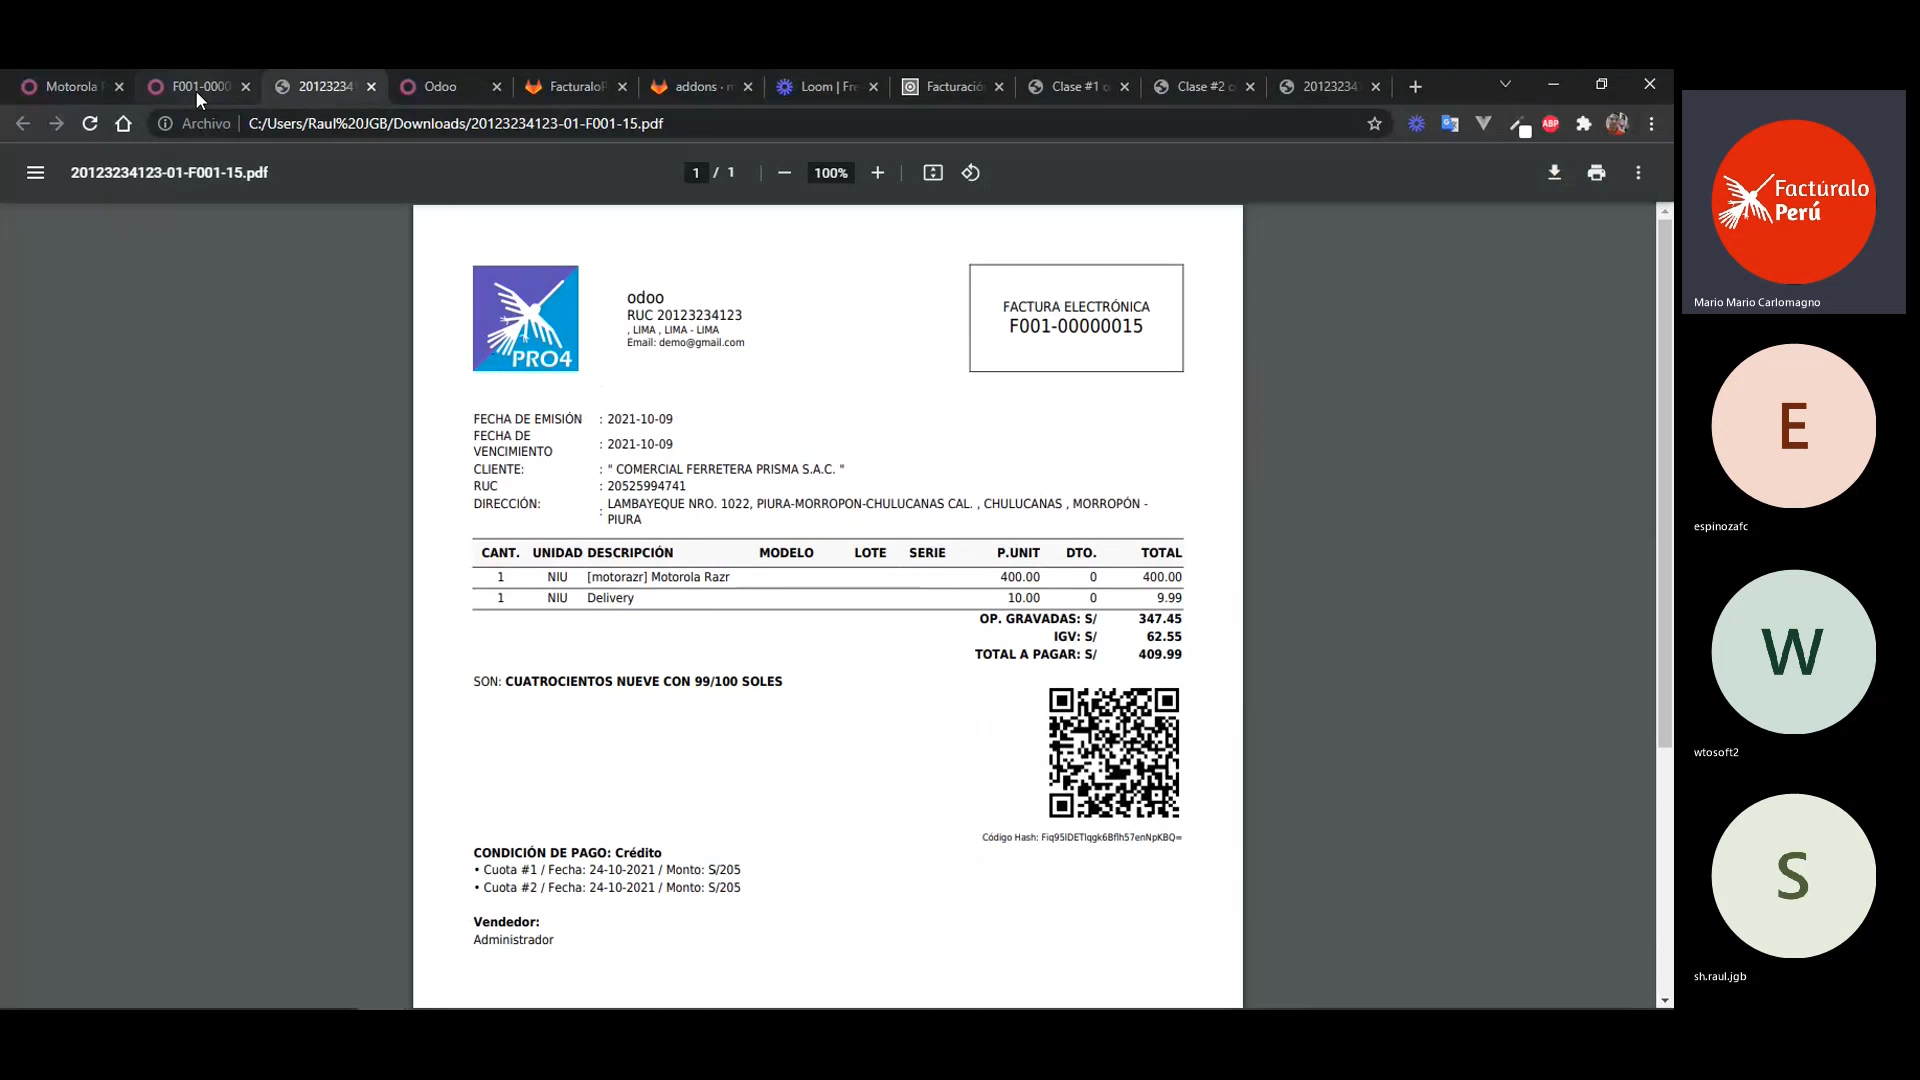 Motorola
F001-0000
20123234
Odoo
Facturalo
addons
Loom | Fre
Facturació
Clase #1
Clase #2
20123234
Archivo
C:/Users/Raul%20JGB/Downloads/20123234123-01-F001-15.pdf
ABP
20123234123-01-F001-15.pdf
1 / 1
100%
PRO4
odoo
RUC 20123234123
, LIMA , LIMA - LIMA
Email: demo@gmail.com
FACTURA ELECTRÓNICA
F001-00000015
FECHA DE EMISIÓN : 2021-10-09
FECHA DE
VENCIMIENTO : 2021-10-09
CLIENTE: : " COMERCIAL FERRETERA PRISMA S.A.C. "
RUC : 20525994741
DIRECCIÓN: : LAMBAYEQUE NRO. 1022, PIURA-MORROPON-CHULUCANAS CAL. , CHULUCANAS , MORROPÓN -
PIURA
CANT. UNIDAD DESCRIPCIÓN MODELO LOTE SERIE P.UNIT DTO. TOTAL
1 NIU [motorazr] Motorola Razr 400.00 0 400.00
1 NIU Delivery 10.00 0 9.99
OP. GRAVADAS: S/ 347.45
IGV: S/ 62.55
TOTAL A PAGAR: S/ 409.99
SON: CUATROCIENTOS NUEVE CON 99/100 SOLES
Código Hash:
CONDICIÓN DE PAGO: Crédito
• Cuota #1 / Fecha: 24-10-2021 / Monto: S/205
• Cuota #2 / Fecha: 24-10-2021 / Monto: S/205
Vendedor:
Administrador
Factúralo
Perú
Mario Mario Carlomagno
E
espinozafc
W
wtosoft2
S
sh.raul.jgb